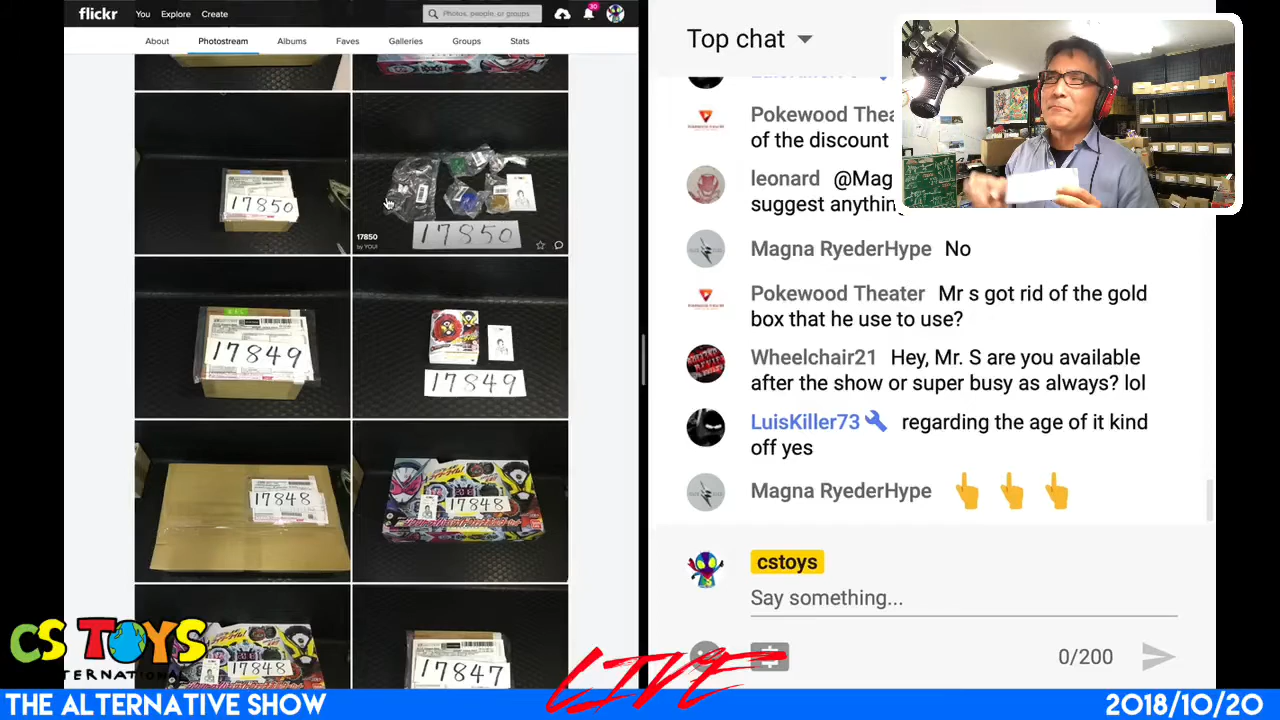 flickr
You
Explore
Create
Photos, people, or groups
30
About
Photostream
Albums
Faves
Galleries
Groups
Stats
17850
17850
17850
by YOU!
17849
17849
17848
17848
17848
17847
Top chat
Pokewood Thea
of the discount
leonard @Mag
suggest anythin
Magna RyederHype No
Pokewood Theater Mr s got rid of the gold
box that he use to use?
Wheelchair21 Hey, Mr. S are you available
after the show or super busy as always? lol
LuisKiller73 regarding the age of it kind
off yes
Magna RyederHype 👆 👆 👆
cstoys
Say something...
0/200
CS TOYS
INTERNATIONAL
LIVE
THE ALTERNATIVE SHOW
2018/10/20